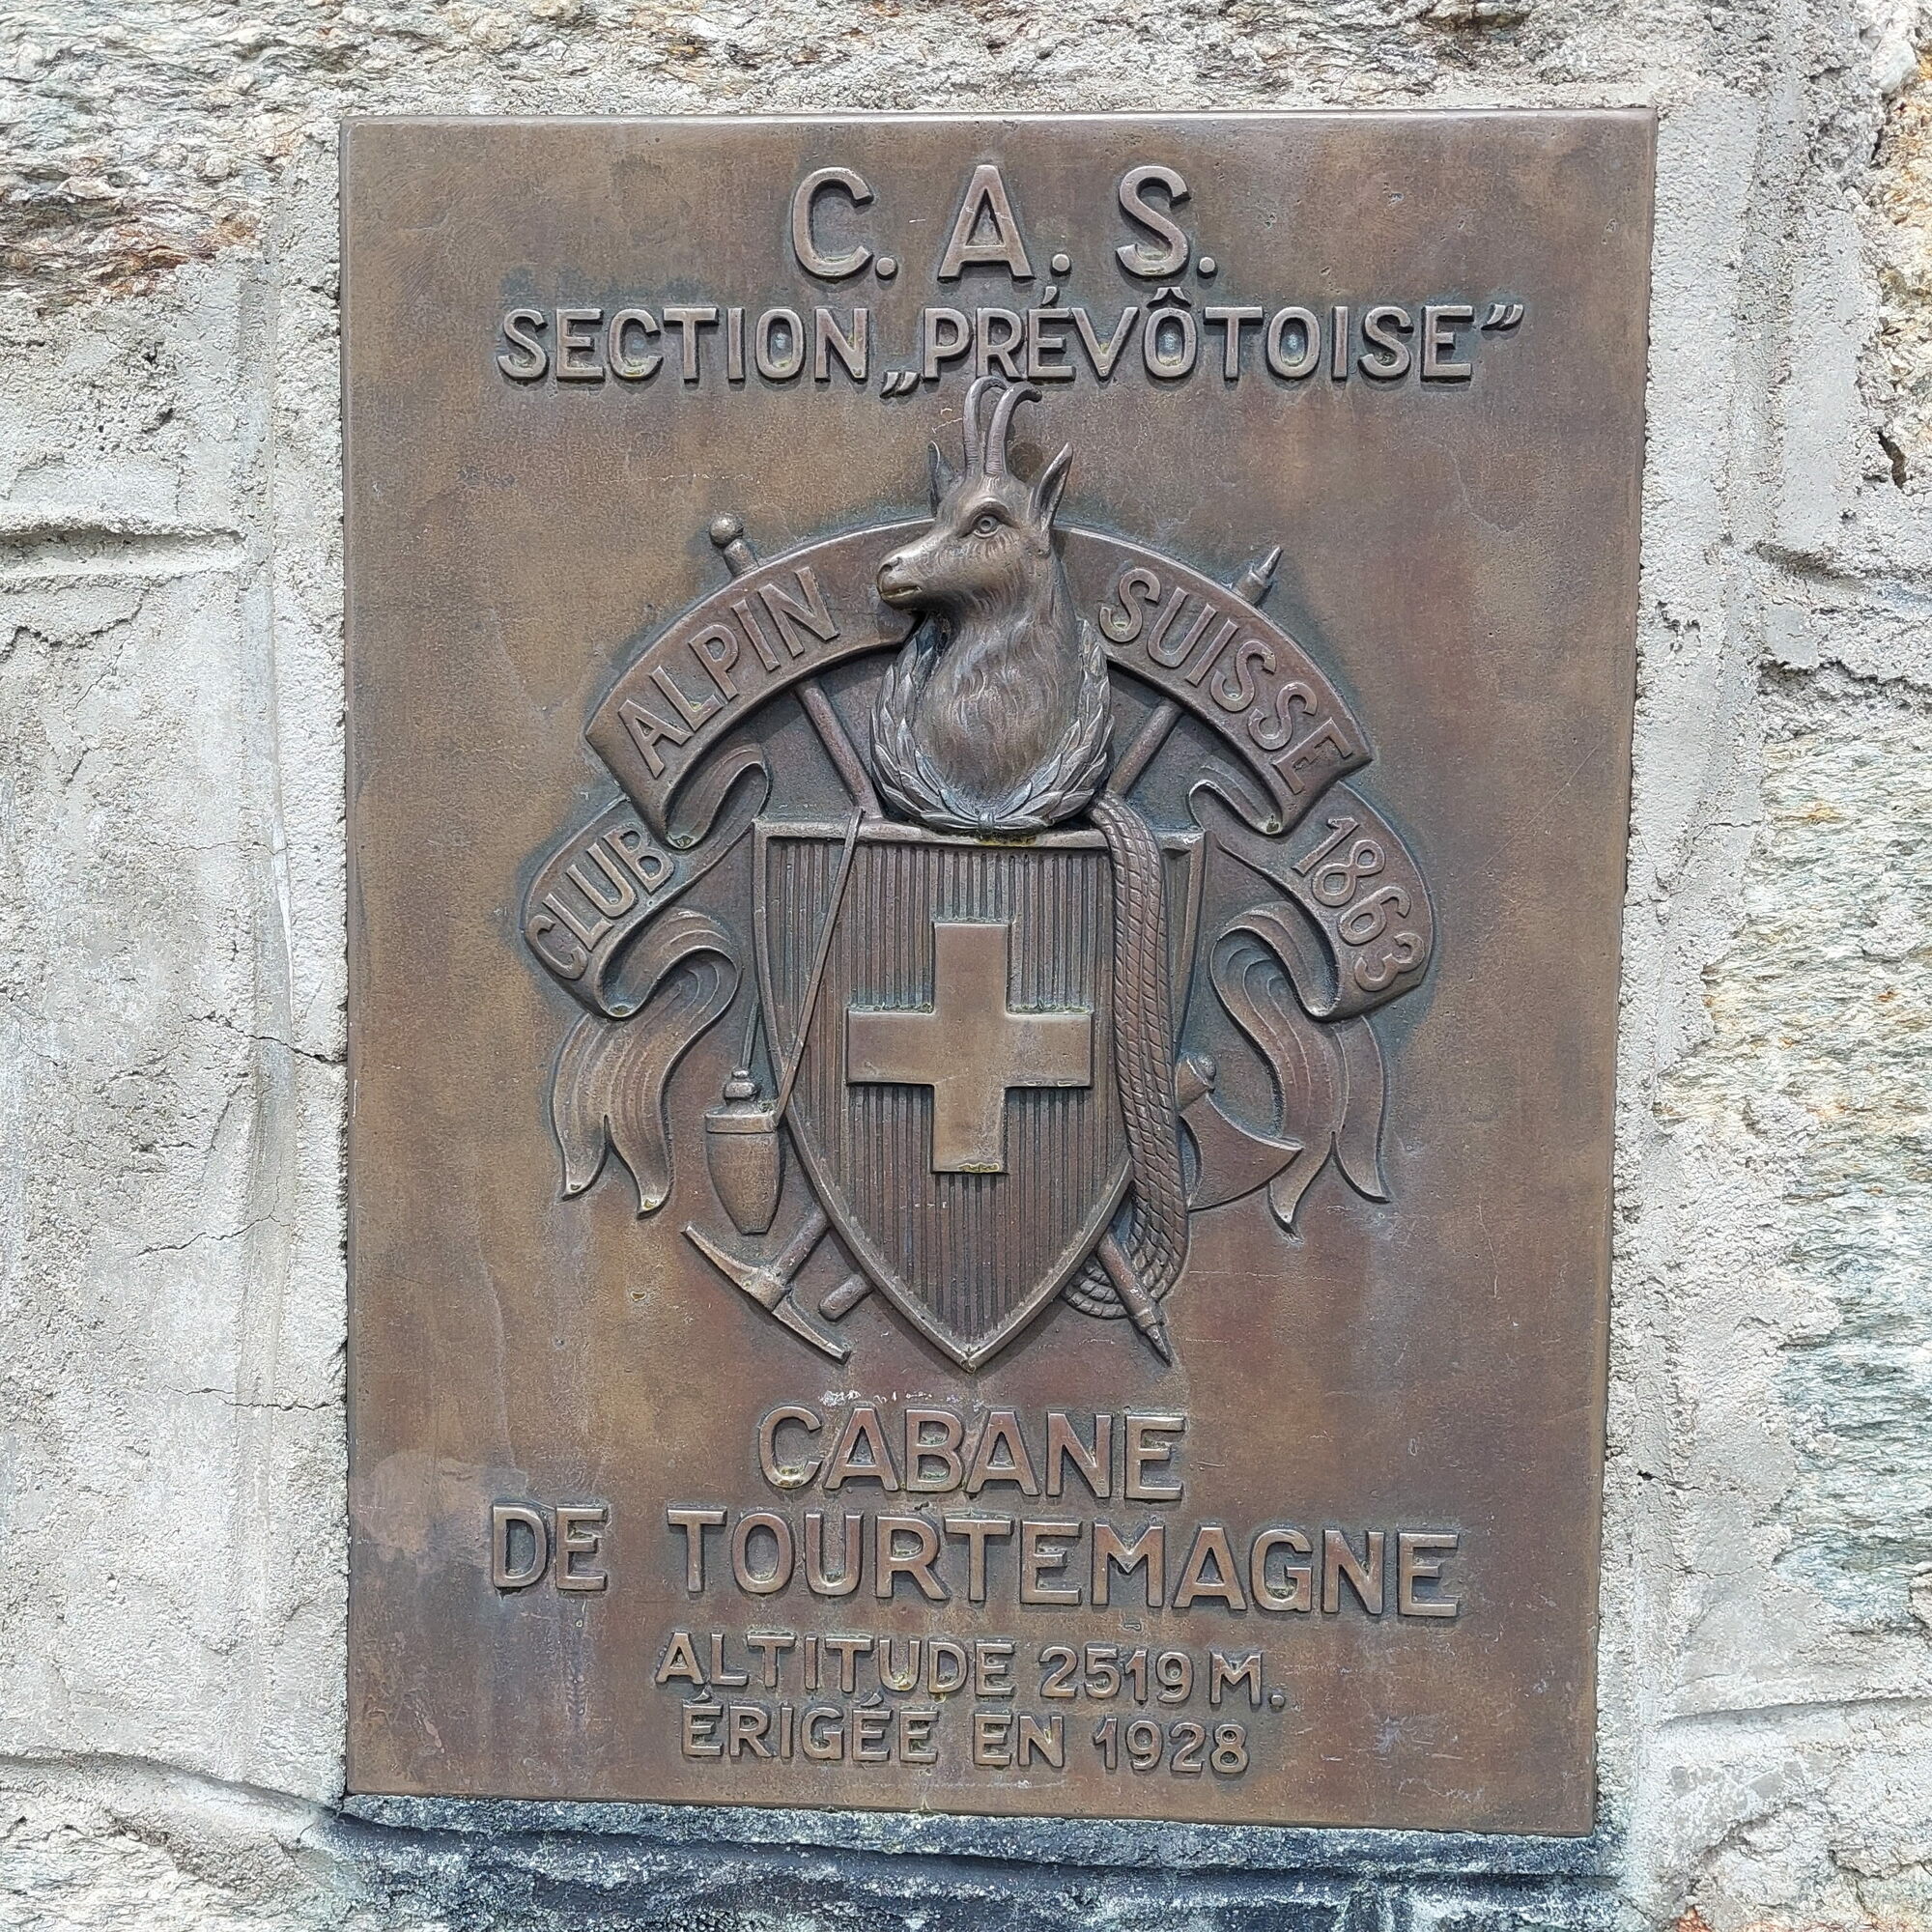 C. A. S.
SECTION „PRÉVÔTOISE”
CLUB ALPIN SUISSE 1863
CABANE
DE TOURTEMAGNE
ALTITUDE 2519 M.
ÉRIGÉE EN 1928